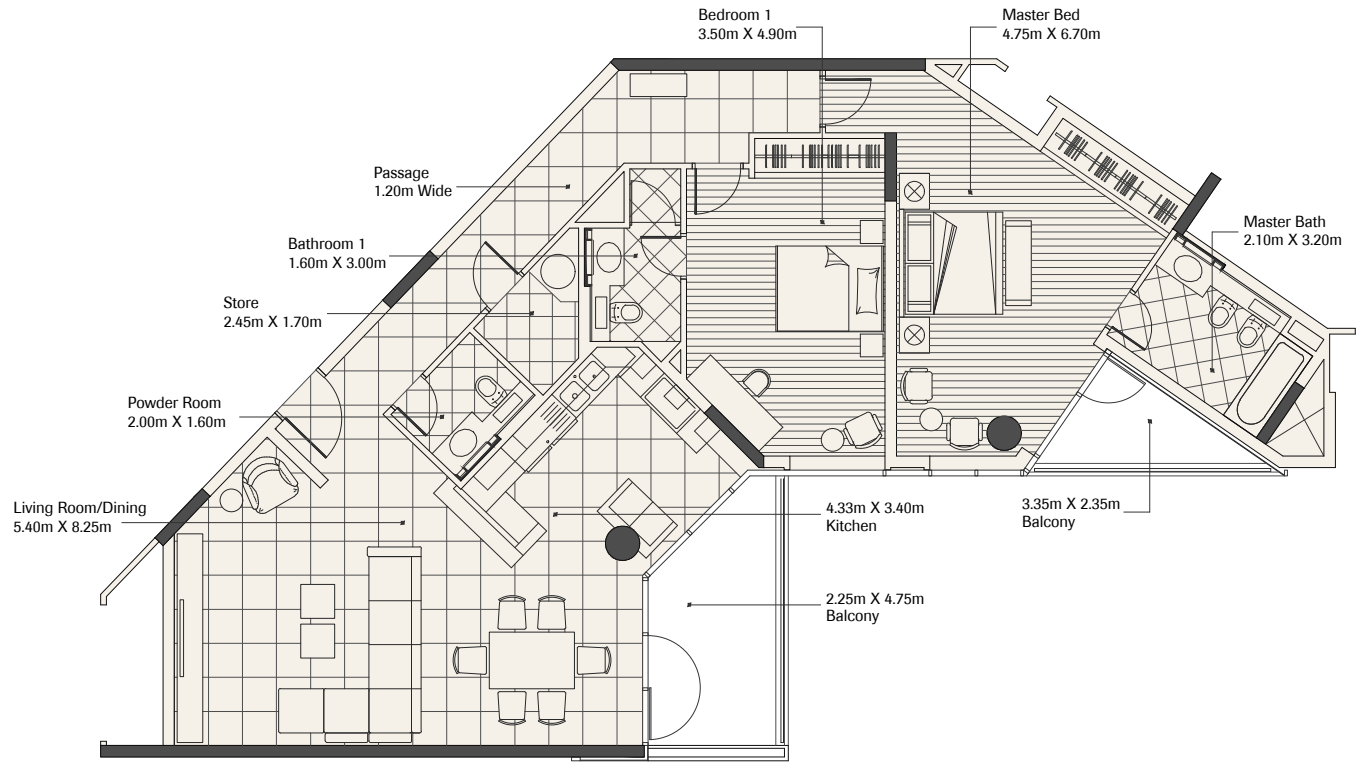 Bedroom 1
3.50m X 4.90m
Master Bed
4.75m X 6.70m
Passage
1.20m Wide
Master Bath
2.10m X 3.20m
Bathroom 1
1.60m X 3.00m
Store
2.45m X 1.70m
Powder Room
2.00m X 1.60m
Living Room/Dining
5.40m X 8.25m
4.33m X 3.40m
Kitchen
3.35m X 2.35m
Balcony
2.25m X 4.75m
Balcony